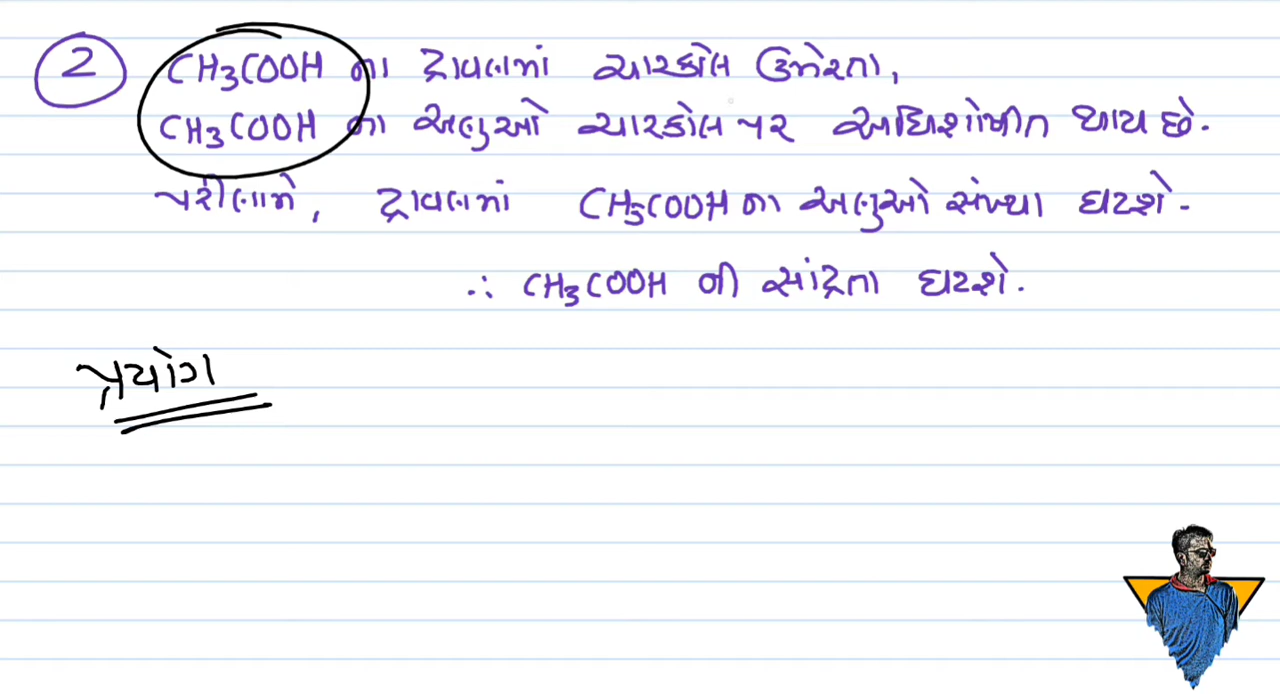 2 CH3COOH ના દ્રાવણમાં ચારકોલ ઉમેરતા,
CH3COOH ના અણુઓ ચારકોલ પર અધિશોષીત થાય છે.
પરીણામે, દ્રાવણમાં CH3COOH ના અણુઓ સંખ્યા ઘટશે.
∴ CH3COOH ની સાંદ્રતા ઘટશે.
પ્રયોગ